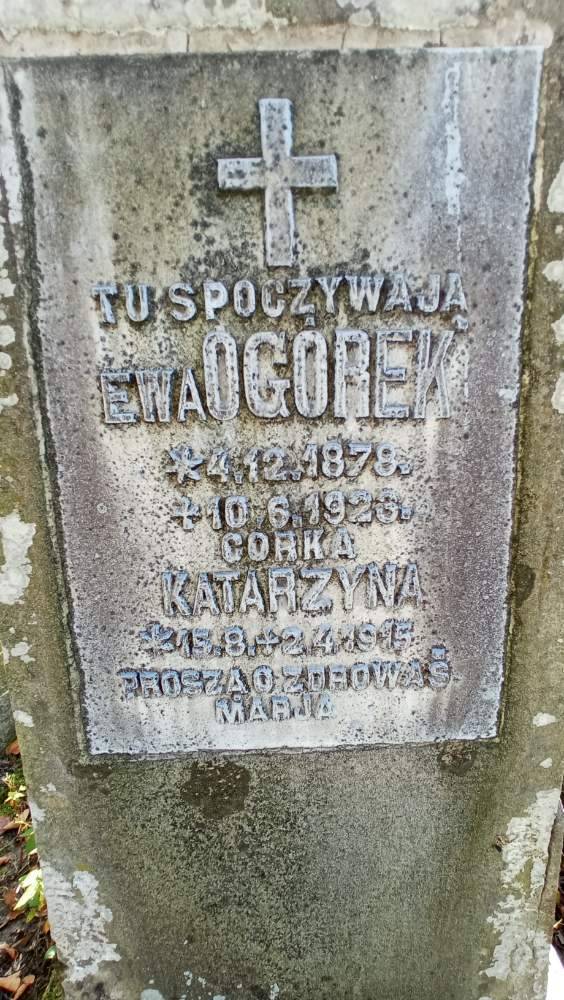 TU SPOCZYWAJĄ
EWA OGÓREK
*4.12.1879.
+10.6.1923.
CÓRKA
KATARZYNA
*15.8.+2.4.1915
PROSZĄ O ZDROWAŚ
MARJA